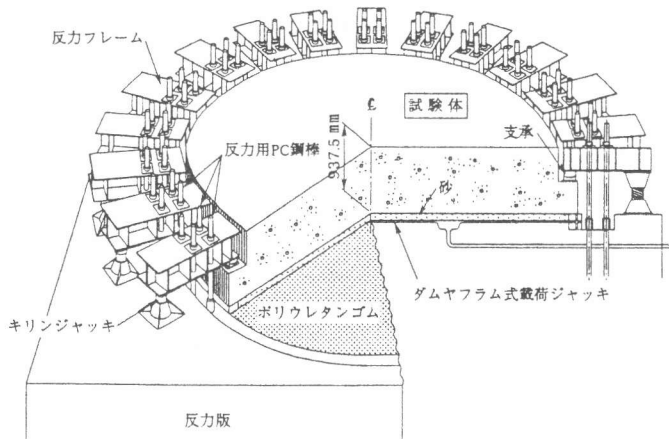 反力フレーム
℄
試験体
支承
反力用PC鋼棒
937.5 mm
砂
ダムヤフラム式載荷ジャッキ
ポリウレタンゴム
キリンジャッキ
反力版